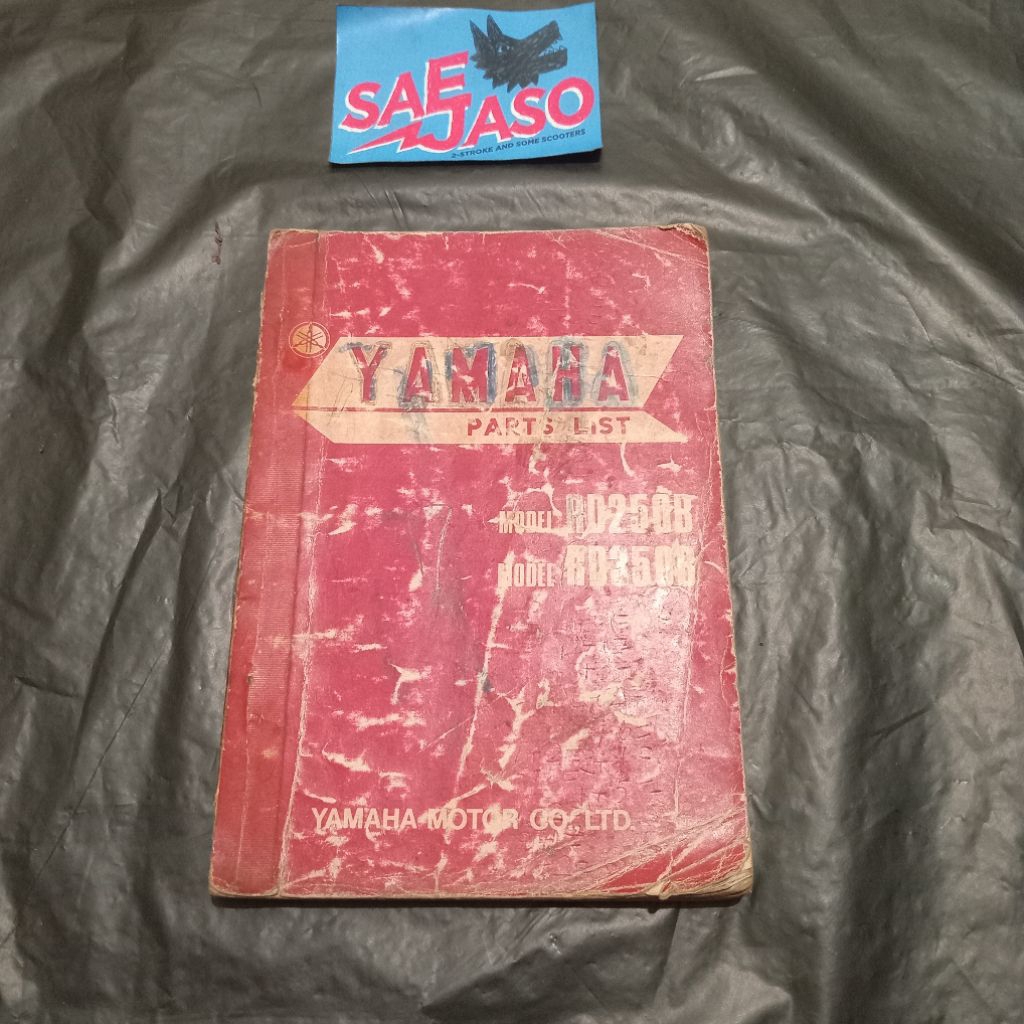 SAE
JASO
2-STROKE AND SOME SCOOTERS
YAMAHA
PARTS LIST
MODEL RD250B
MODEL RD350B
YAMAHA MOTOR CO., LTD.